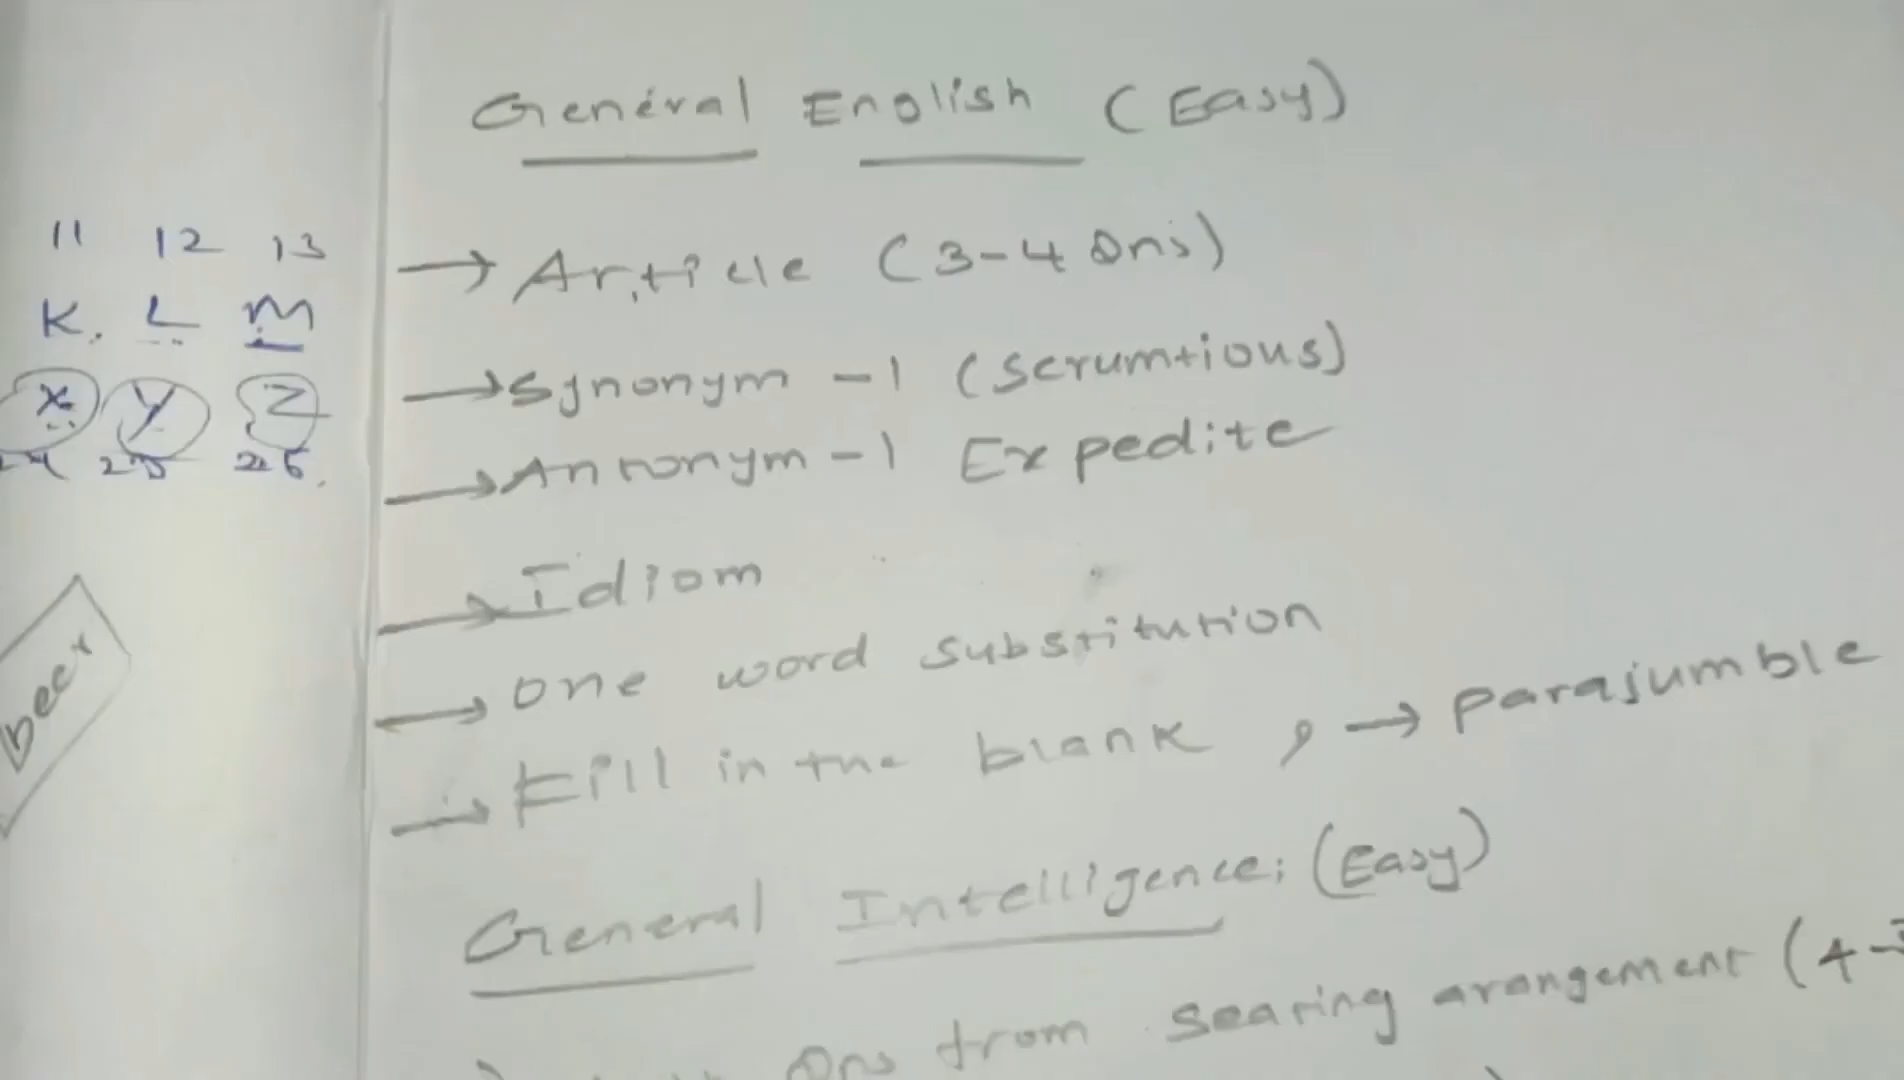 General English (Easy)
11 12 13
K. L M
X Y Z
24 25 26.
→ Article (3-4 Qns)
→ Synonym - 1 (Scrumtious)
→ Antonym - 1 Expedite
→ Idiom
→ One word substitution
→ Fill in the blank , → parajumble
General Intelligence: (Easy)
Qns from searing arangement (4-